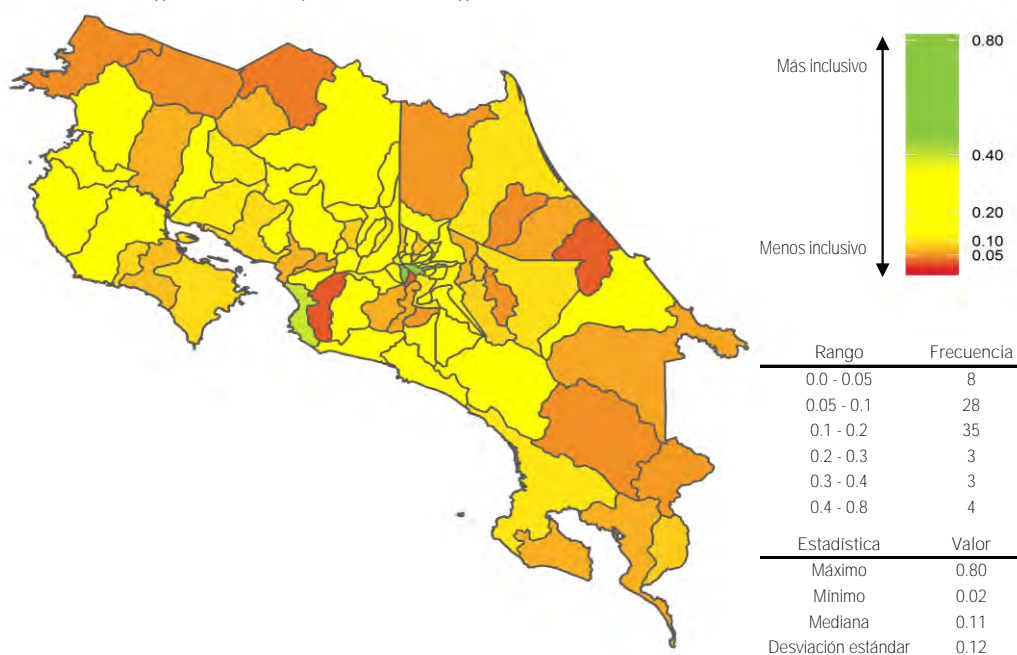 Más inclusivo
Menos inclusivo
0.80
0.40
0.20
0.10
0.05
Rango Frecuencia
0.0 - 0.05 8
0.05 - 0.1 28
0.1 - 0.2 35
0.2 - 0.3 3
0.3 - 0.4 3
0.4 - 0.8 4
Estadística Valor
Máximo 0.80
Mínimo 0.02
Mediana 0.11
Desviación estándar 0.12